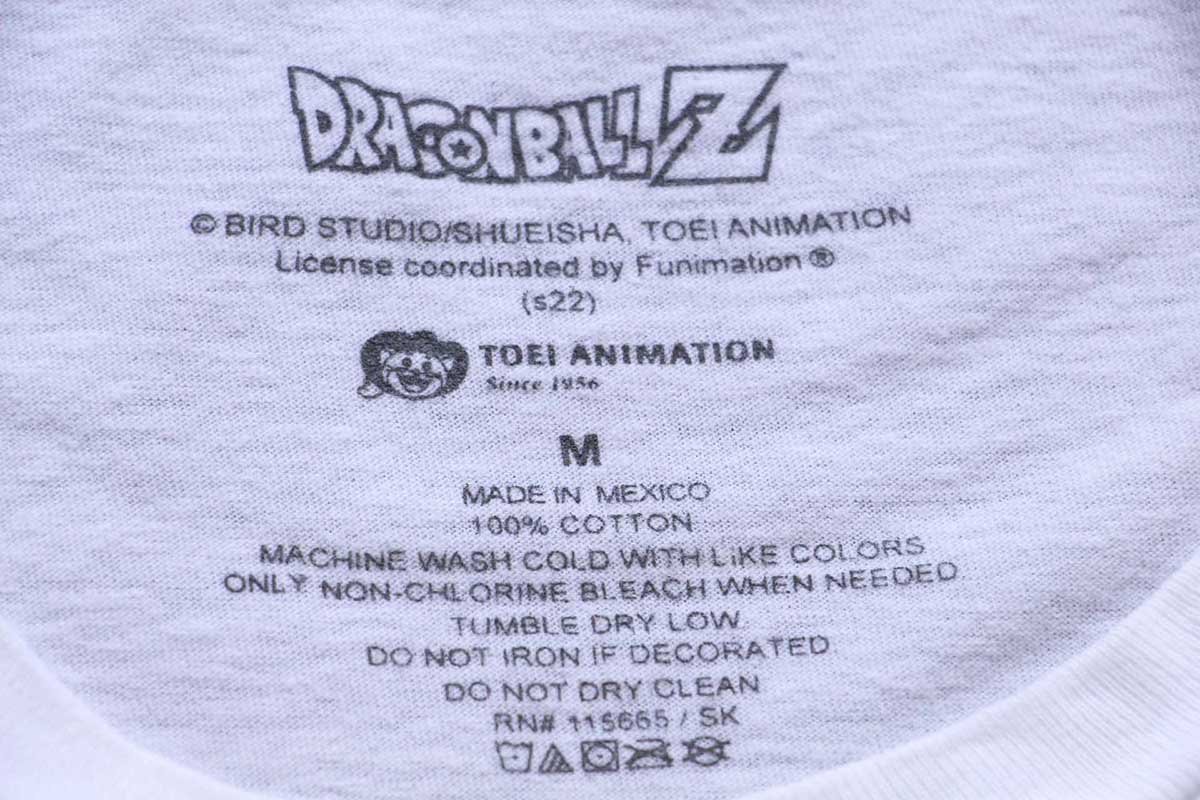 DRAGONBALL Z
© BIRD STUDIO/SHUEISHA, TOEI ANIMATION
License coordinated by Funimation ®
(s22)
TOEI ANIMATION
Since 1956
M
MADE IN MEXICO
100% COTTON
MACHINE WASH COLD WITH LIKE COLORS
ONLY NON-CHLORINE BLEACH WHEN NEEDED
TUMBLE DRY LOW
DO NOT IRON IF DECORATED
DO NOT DRY CLEAN
RN# 115665 / SK